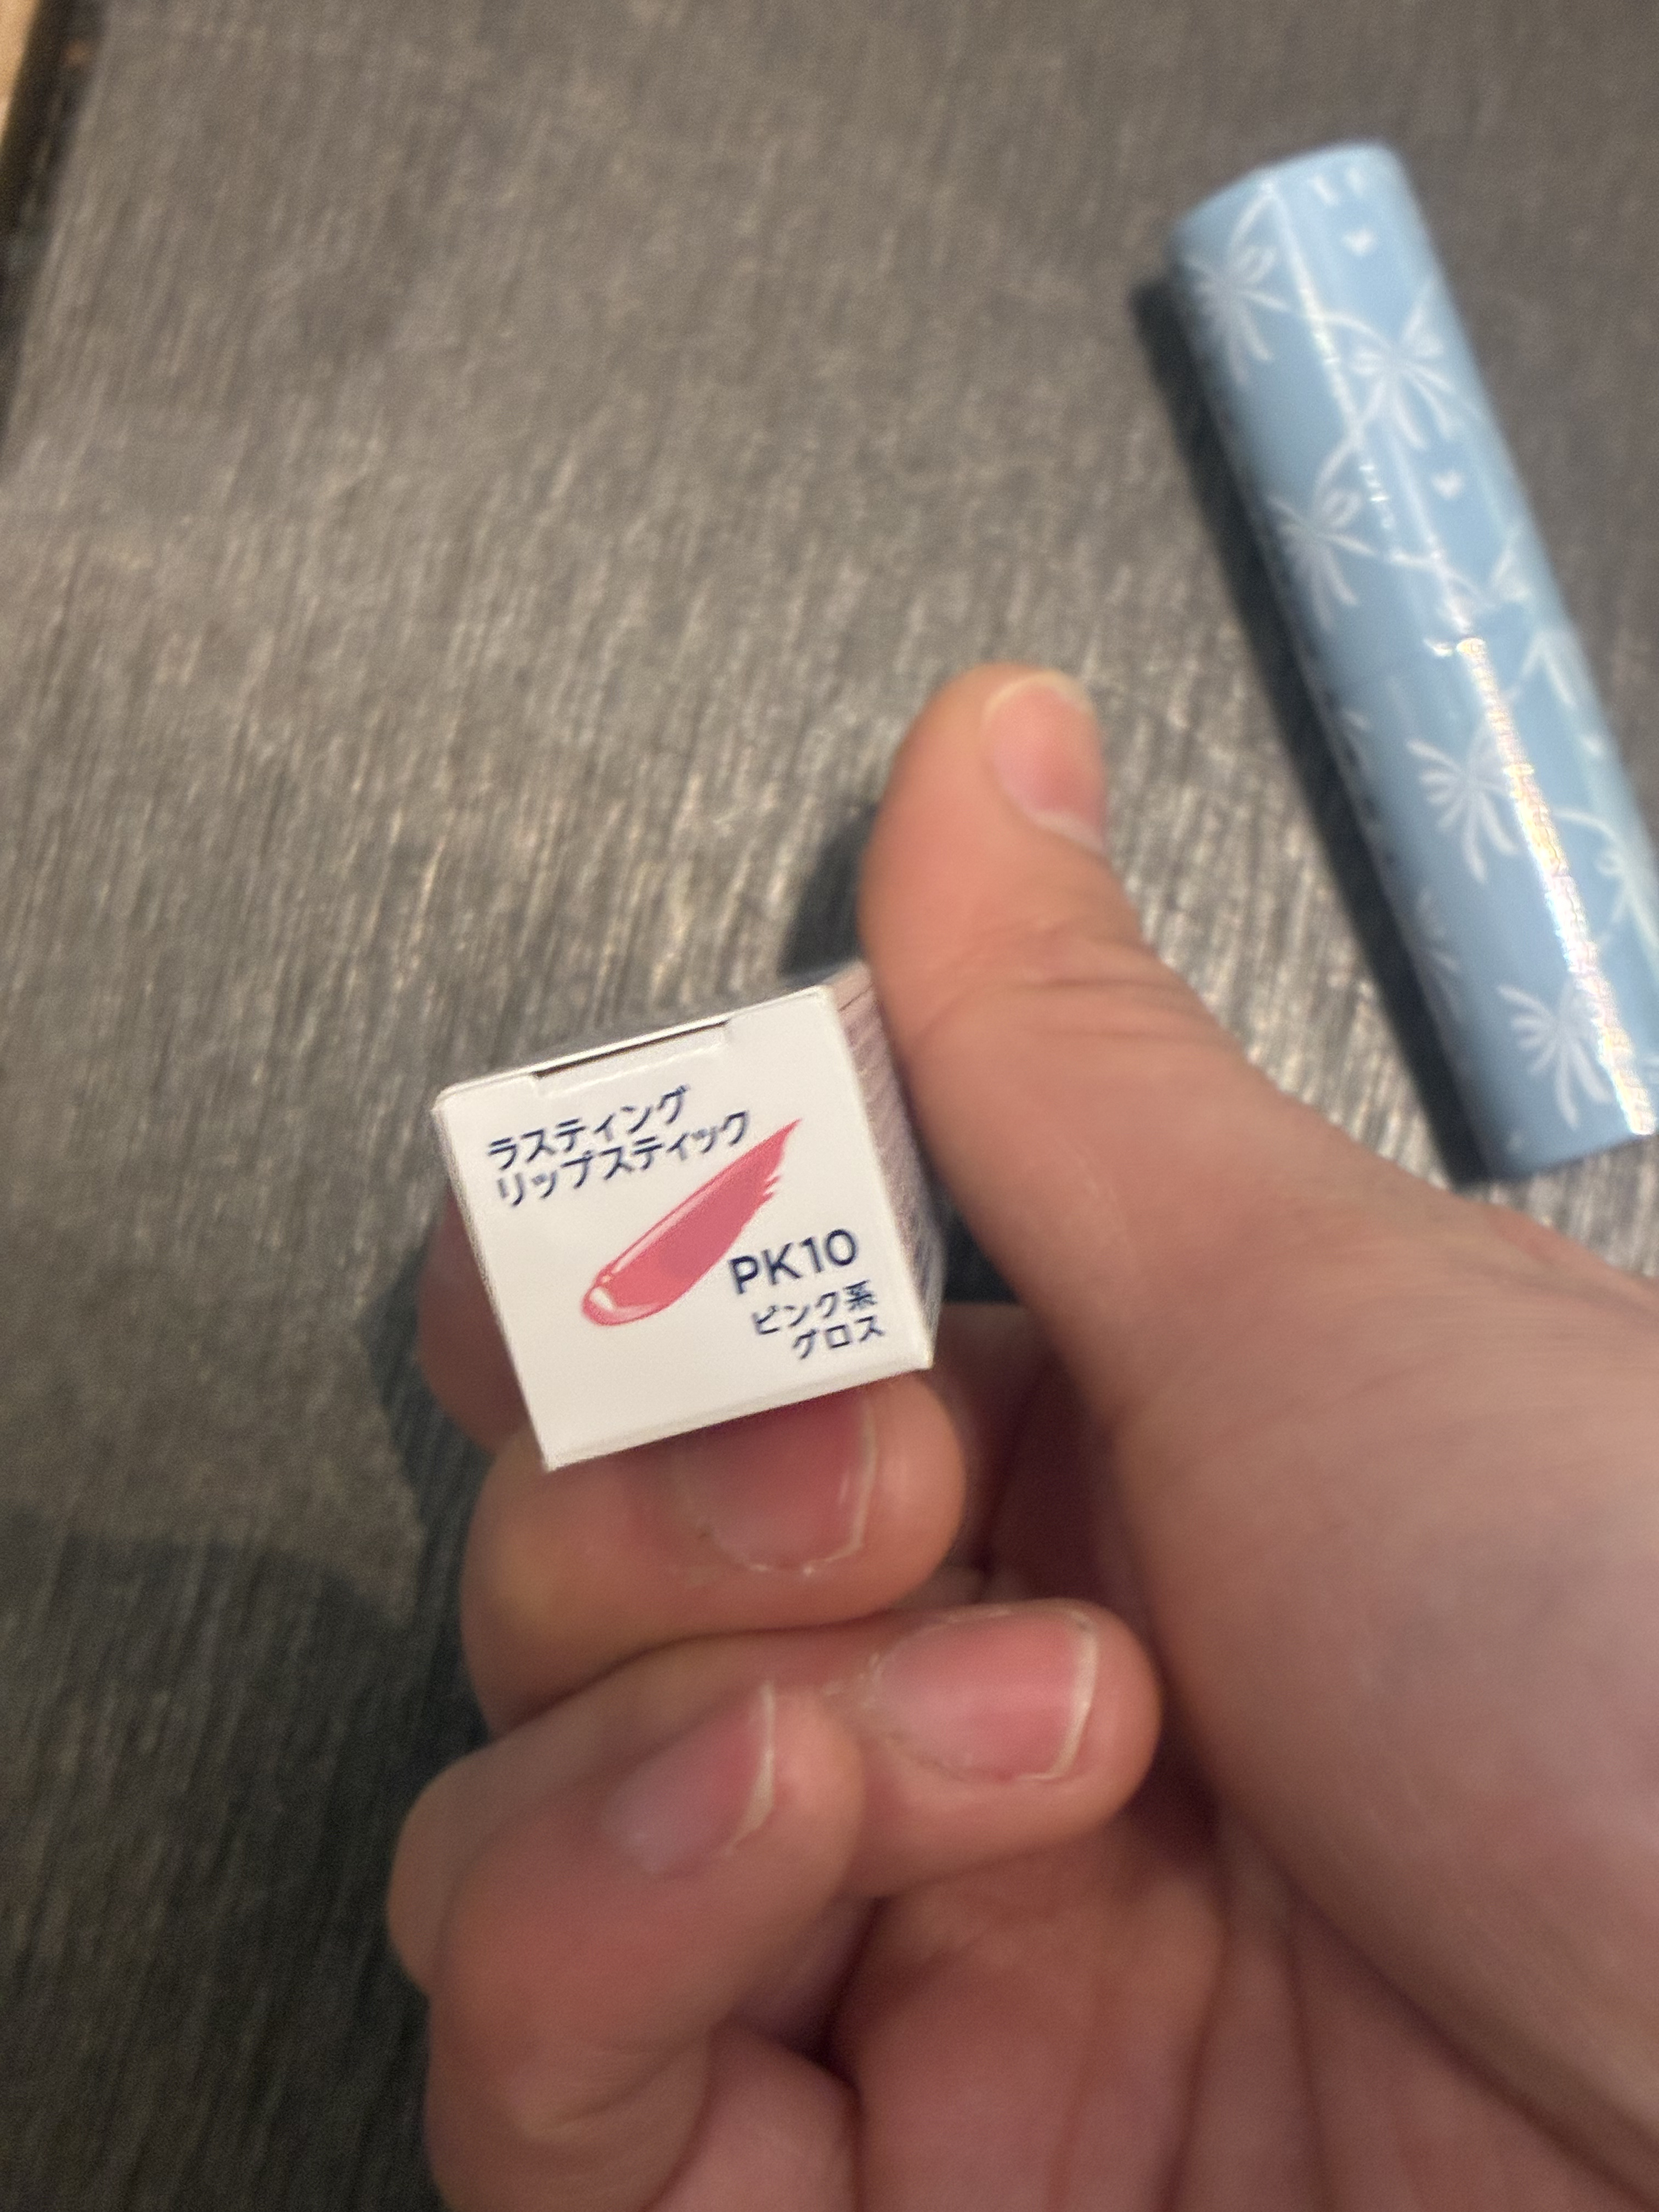 ラスティング
リップスティック
PK10
ピンク系
グロス